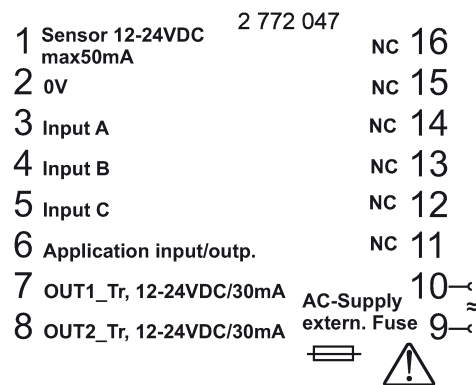 2 772 047
1 Sensor 12-24VDC
max50mA
NC 16
2 0V
NC 15
3 Input A
NC 14
4 Input B
NC 13
5 Input C
NC 12
6 Application input/outp.
NC 11
7 OUT1_Tr, 12-24VDC/30mA
8 OUT2_Tr, 12-24VDC/30mA
AC-Supply 10
extern. Fuse 9
≈